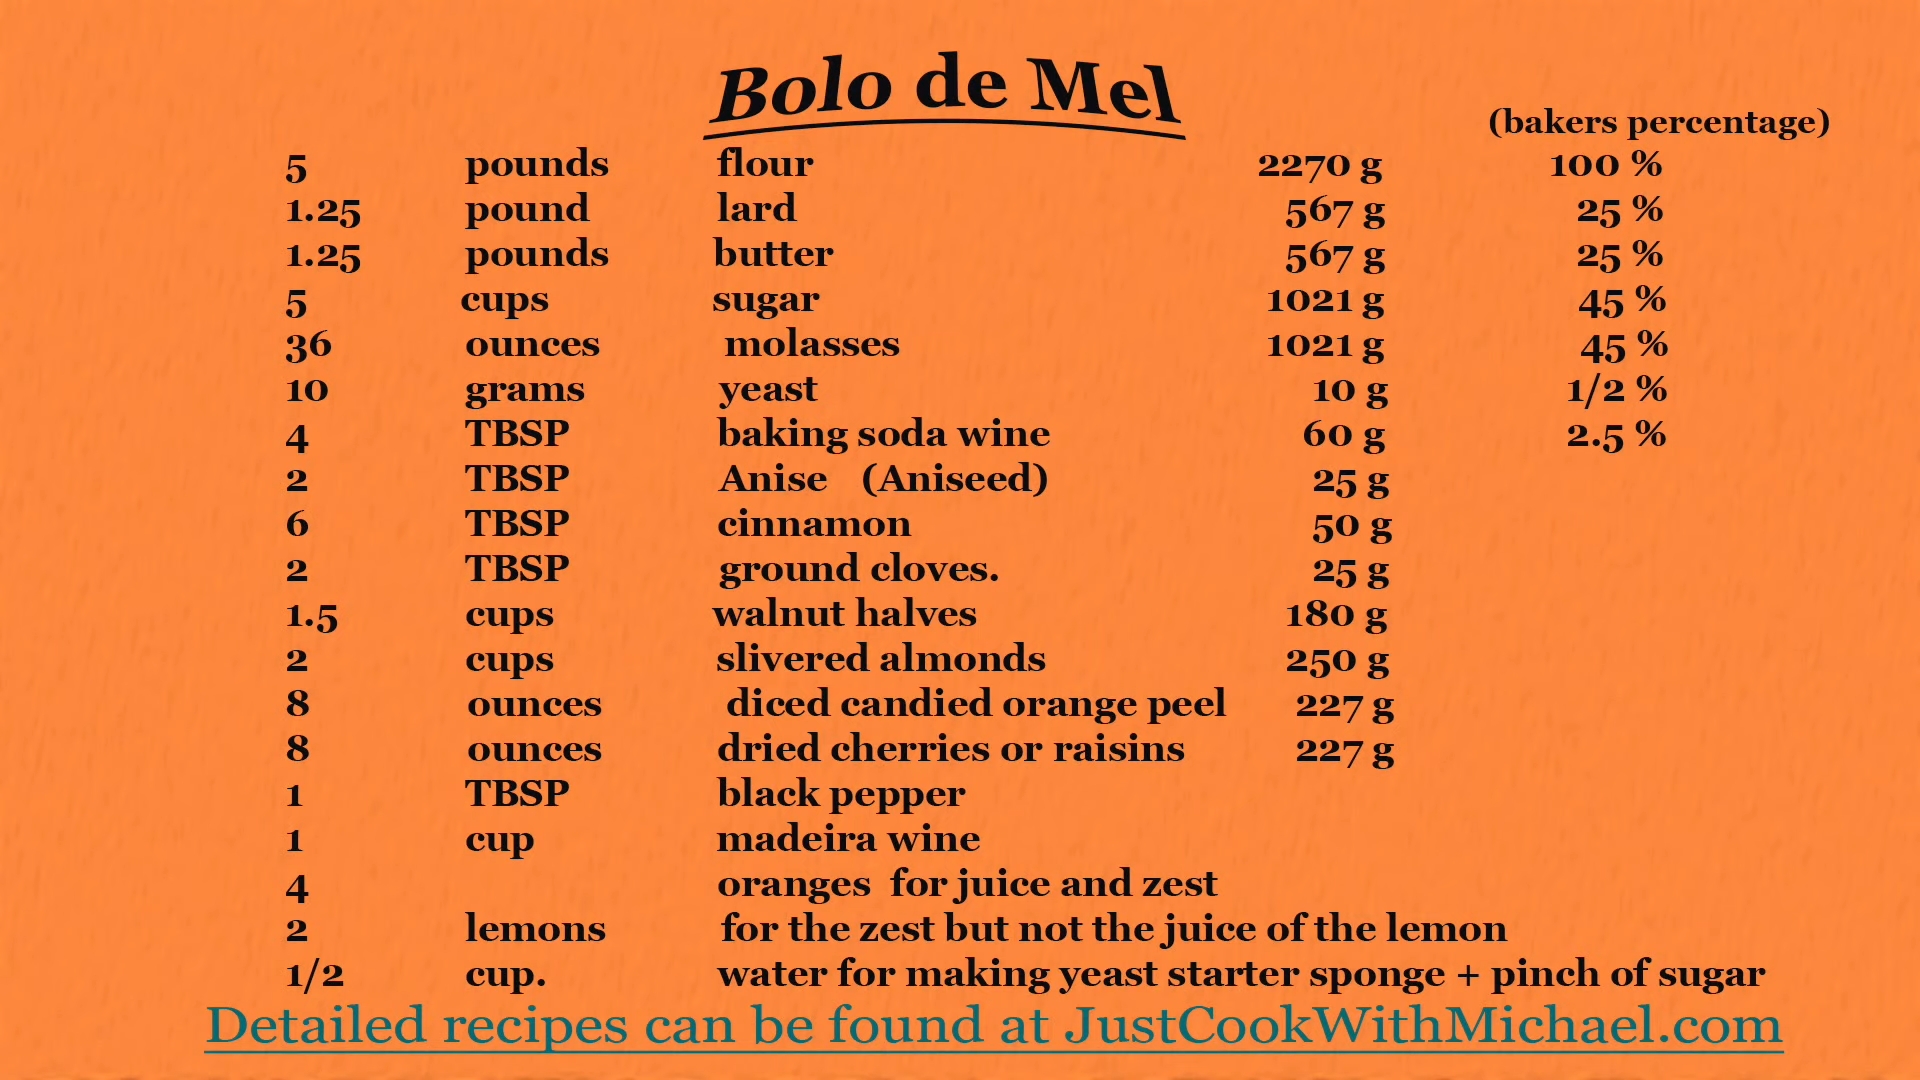 Bolo de Mel
(bakers percentage)
5 pounds flour 2270 g 100 %
1.25 pound lard 567 g 25 %
1.25 pounds butter 567 g 25 %
5 cups sugar 1021 g 45 %
36 ounces molasses 1021 g 45 %
10 grams yeast 10 g 1/2 %
4 TBSP baking soda wine 60 g 2.5 %
2 TBSP Anise (Aniseed) 25 g
6 TBSP cinnamon 50 g
2 TBSP ground cloves. 25 g
1.5 cups walnut halves 180 g
2 cups slivered almonds 250 g
8 ounces diced candied orange peel 227 g
8 ounces dried cherries or raisins 227 g
1 TBSP black pepper
1 cup madeira wine
4 oranges for juice and zest
2 lemons for the zest but not the juice of the lemon
1/2 cup. water for making yeast starter sponge + pinch of sugar
Detailed recipes can be found at JustCookWithMichael.com